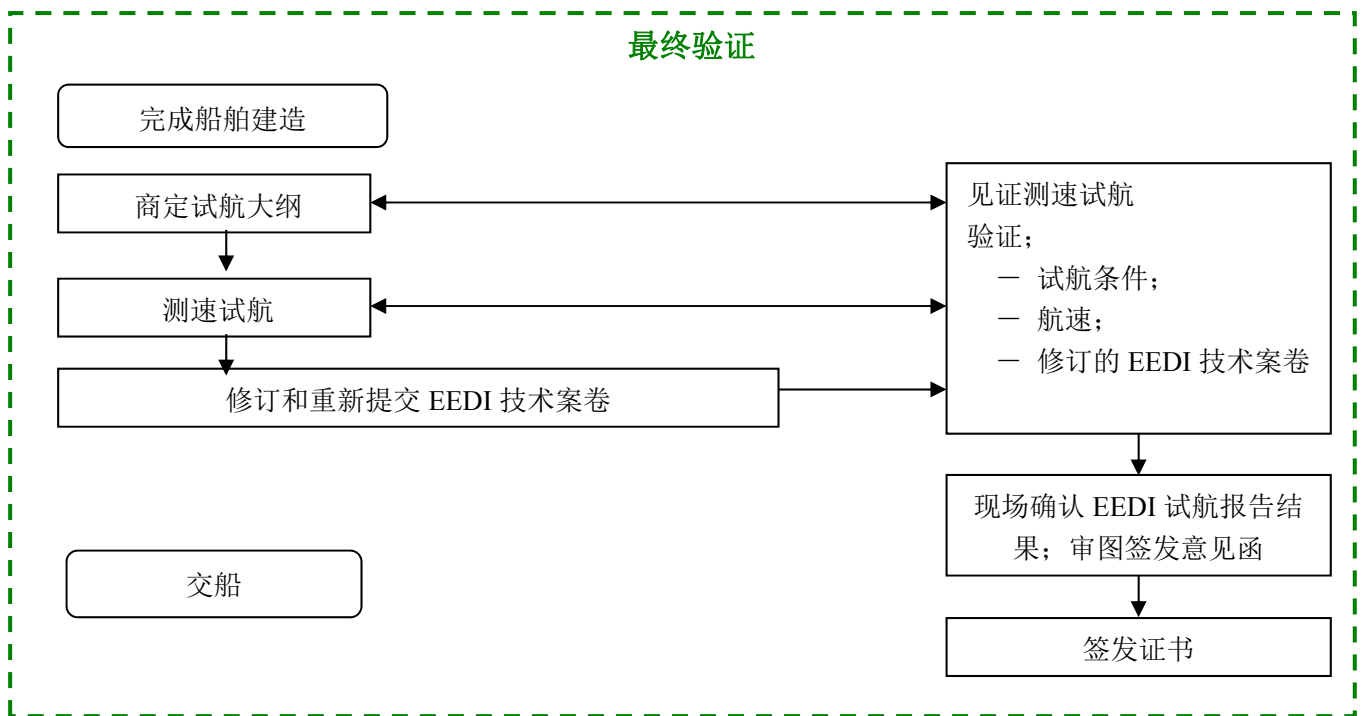 最终验证
完成船舶建造
商定试航大纲
测速试航
修订和重新提交 EEDI 技术案卷
交船
见证测速试航
验证；
－ 试航条件；
－ 航速；
－ 修订的 EEDI 技术案卷
现场确认 EEDI 试航报告结
果；审图签发意见函
签发证书